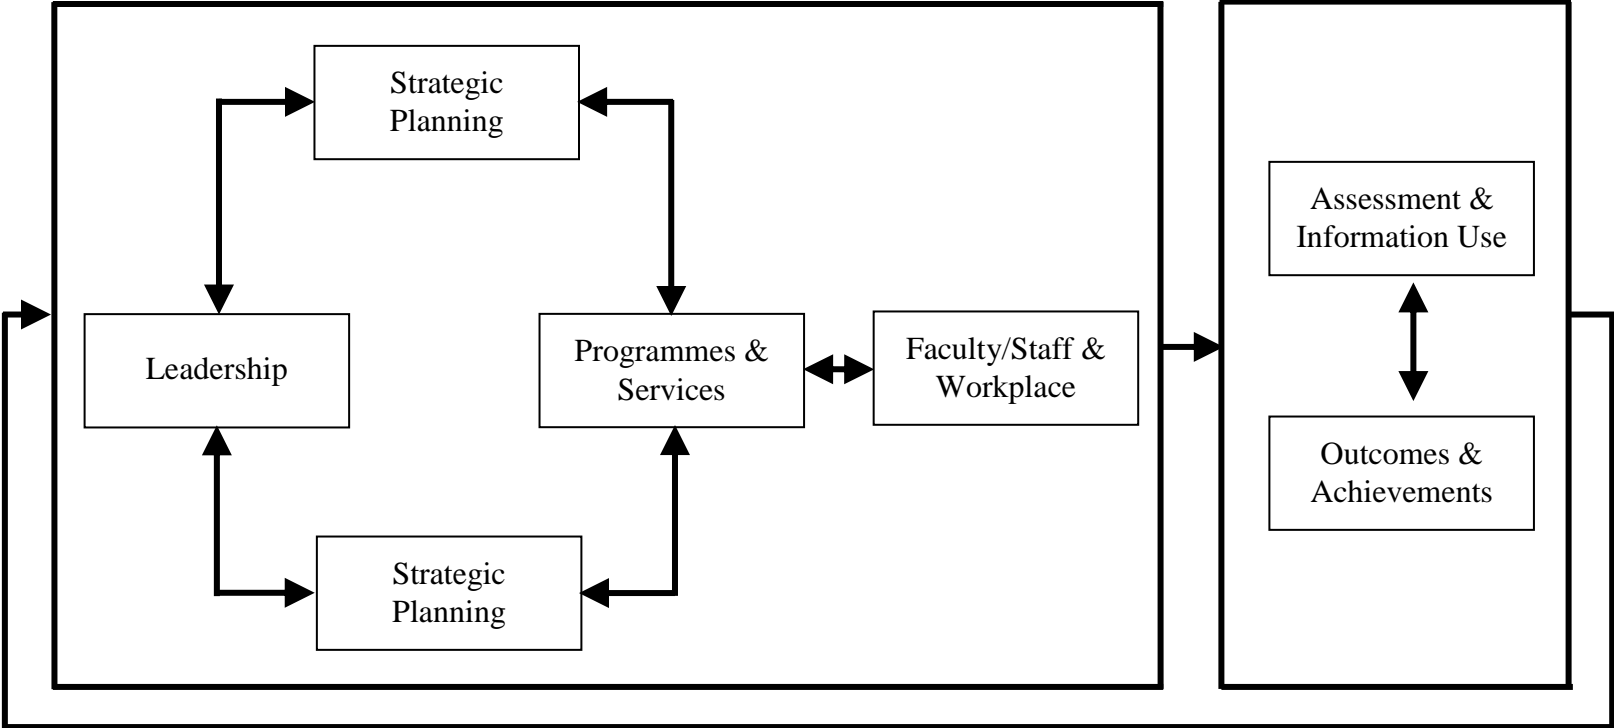 Strategic
Planning
Leadership
Programmes &
Services
Faculty/Staff &
Workplace
Strategic
Planning
Assessment &
Information Use
Outcomes &
Achievements